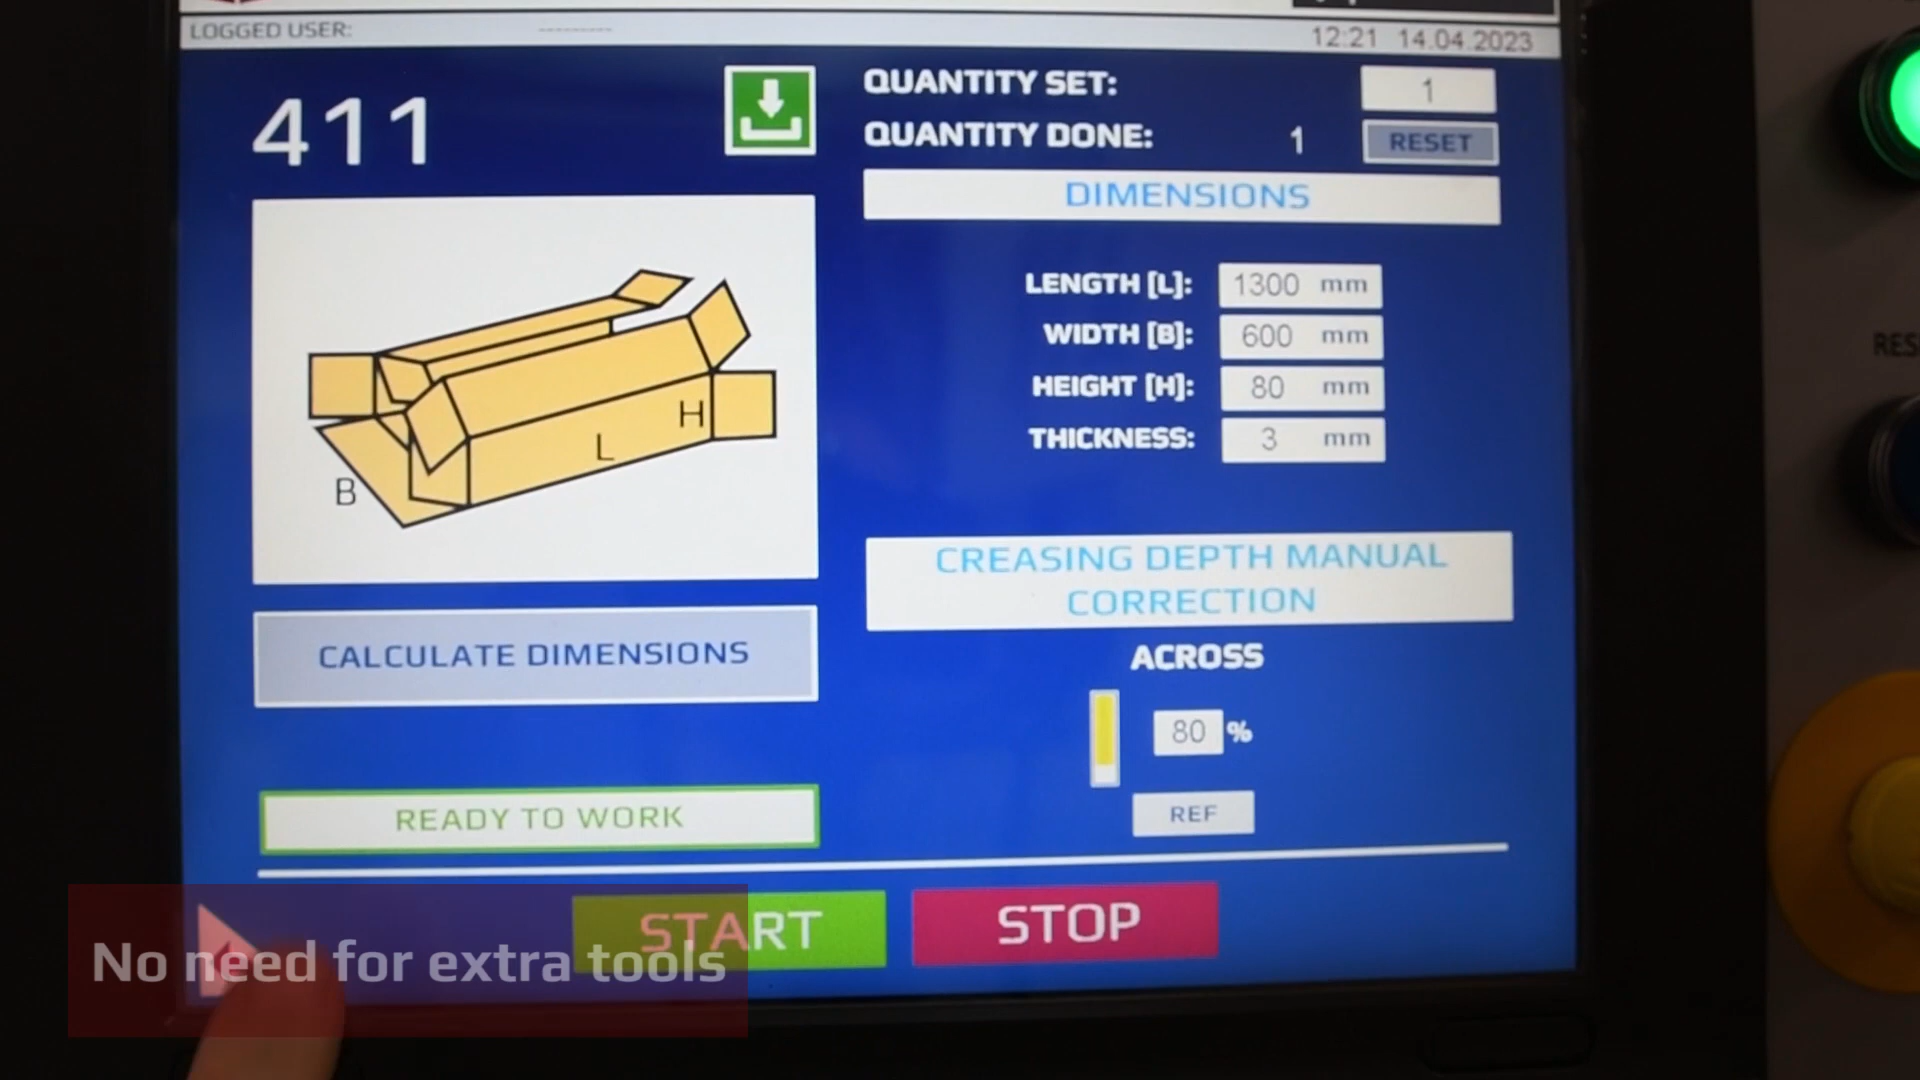 LOGGED USER: ---------
12:21 14.04.2023
411
QUANTITY SET: 1
QUANTITY DONE: 1 RESET
DIMENSIONS
LENGTH [L]: 1300 mm
WIDTH [B]: 600 mm
HEIGHT [H]: 80 mm
THICKNESS: 3 mm
H
L
B
CREASING DEPTH MANUAL
CORRECTION
CALCULATE DIMENSIONS
ACROSS
80 %
REF
READY TO WORK
START STOP
No need for extra tools
RES